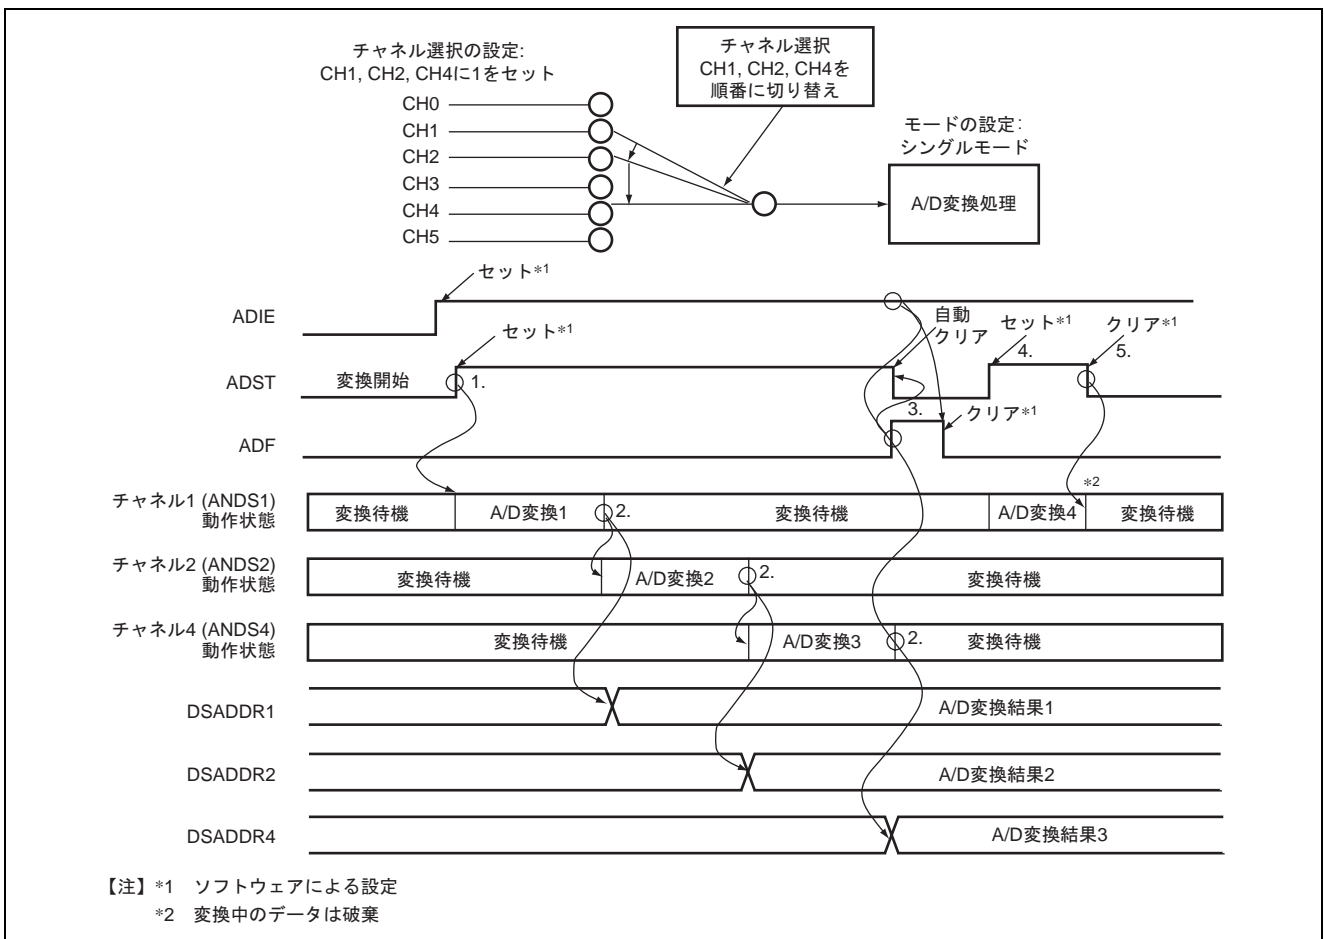 チャネル選択の設定:
CH1, CH2, CH4に1をセット
チャネル選択
CH1, CH2, CH4を
順番に切り替え
CH0
CH1
CH2
CH3
CH4
CH5
モードの設定:
シングルモード
A/D変換処理
ADIE
セット*1
自動
クリア
ADST
変換開始
セット*1
1.
セット*1
4.
クリア*1
5.
ADF
3.
クリア*1
チャネル1 (ANDS1)
動作状態
変換待機
A/D変換1
2.
変換待機
A/D変換4
*2
変換待機
チャネル2 (ANDS2)
動作状態
変換待機
A/D変換2
2.
変換待機
チャネル4 (ANDS4)
動作状態
変換待機
A/D変換3
2.
変換待機
DSADDR1
A/D変換結果1
DSADDR2
A/D変換結果2
DSADDR4
A/D変換結果3
【注】*1 ソフトウェアによる設定
*2 変換中のデータは破棄